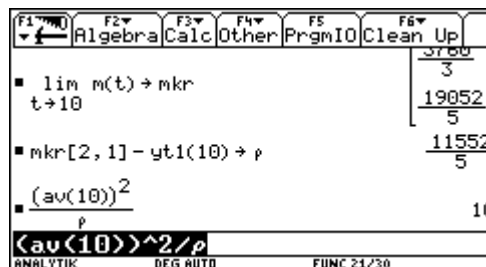 F1 F2 F3 F4 F5 F6
Algebra Calc Other PrgmIO Clean Up
3
lim m(t) → mkr
t→10
19052
5
mkr[2, 1] - yt1(10) → ρ
11552
5
(av(10))^2
ρ
(av(10))^2/ρ
ANALYTIK DEG AUTO FUNC 21/30